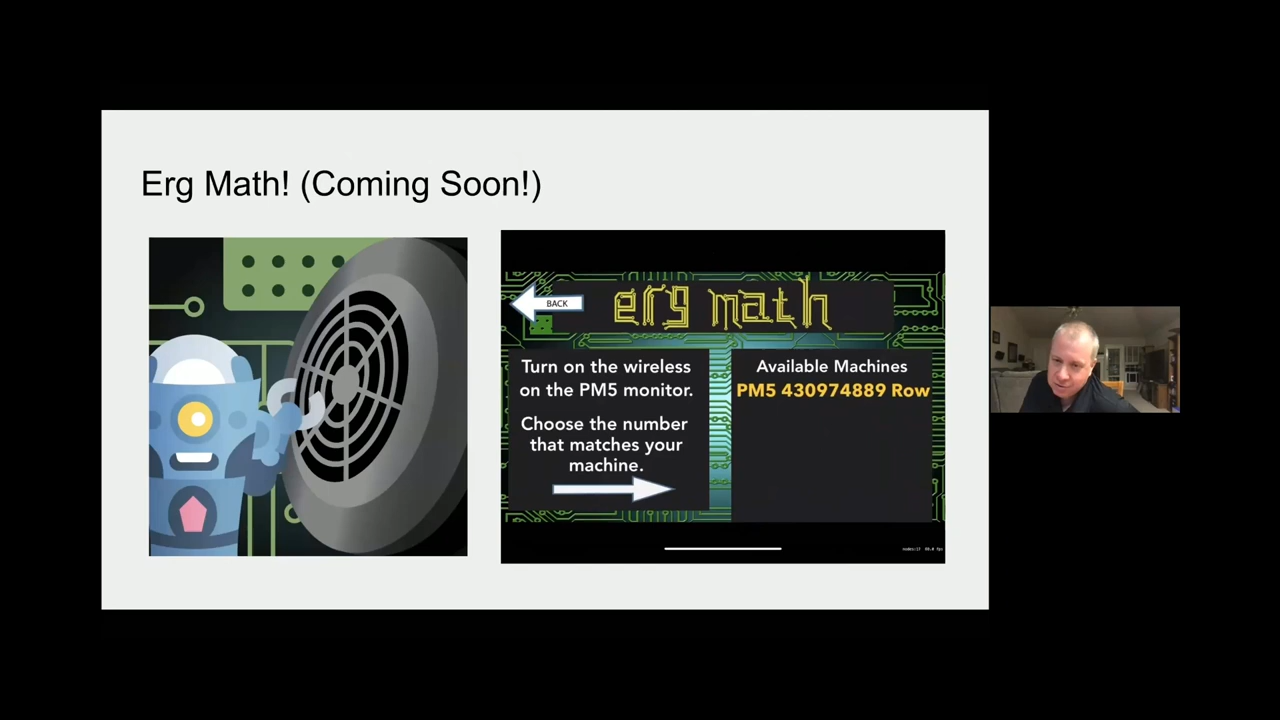 Erg Math! (Coming Soon!)
BACK
erg math
Turn on the wireless
on the PM5 monitor.
Choose the number
that matches your
machine.
Available Machines
PM5 430974889 Row